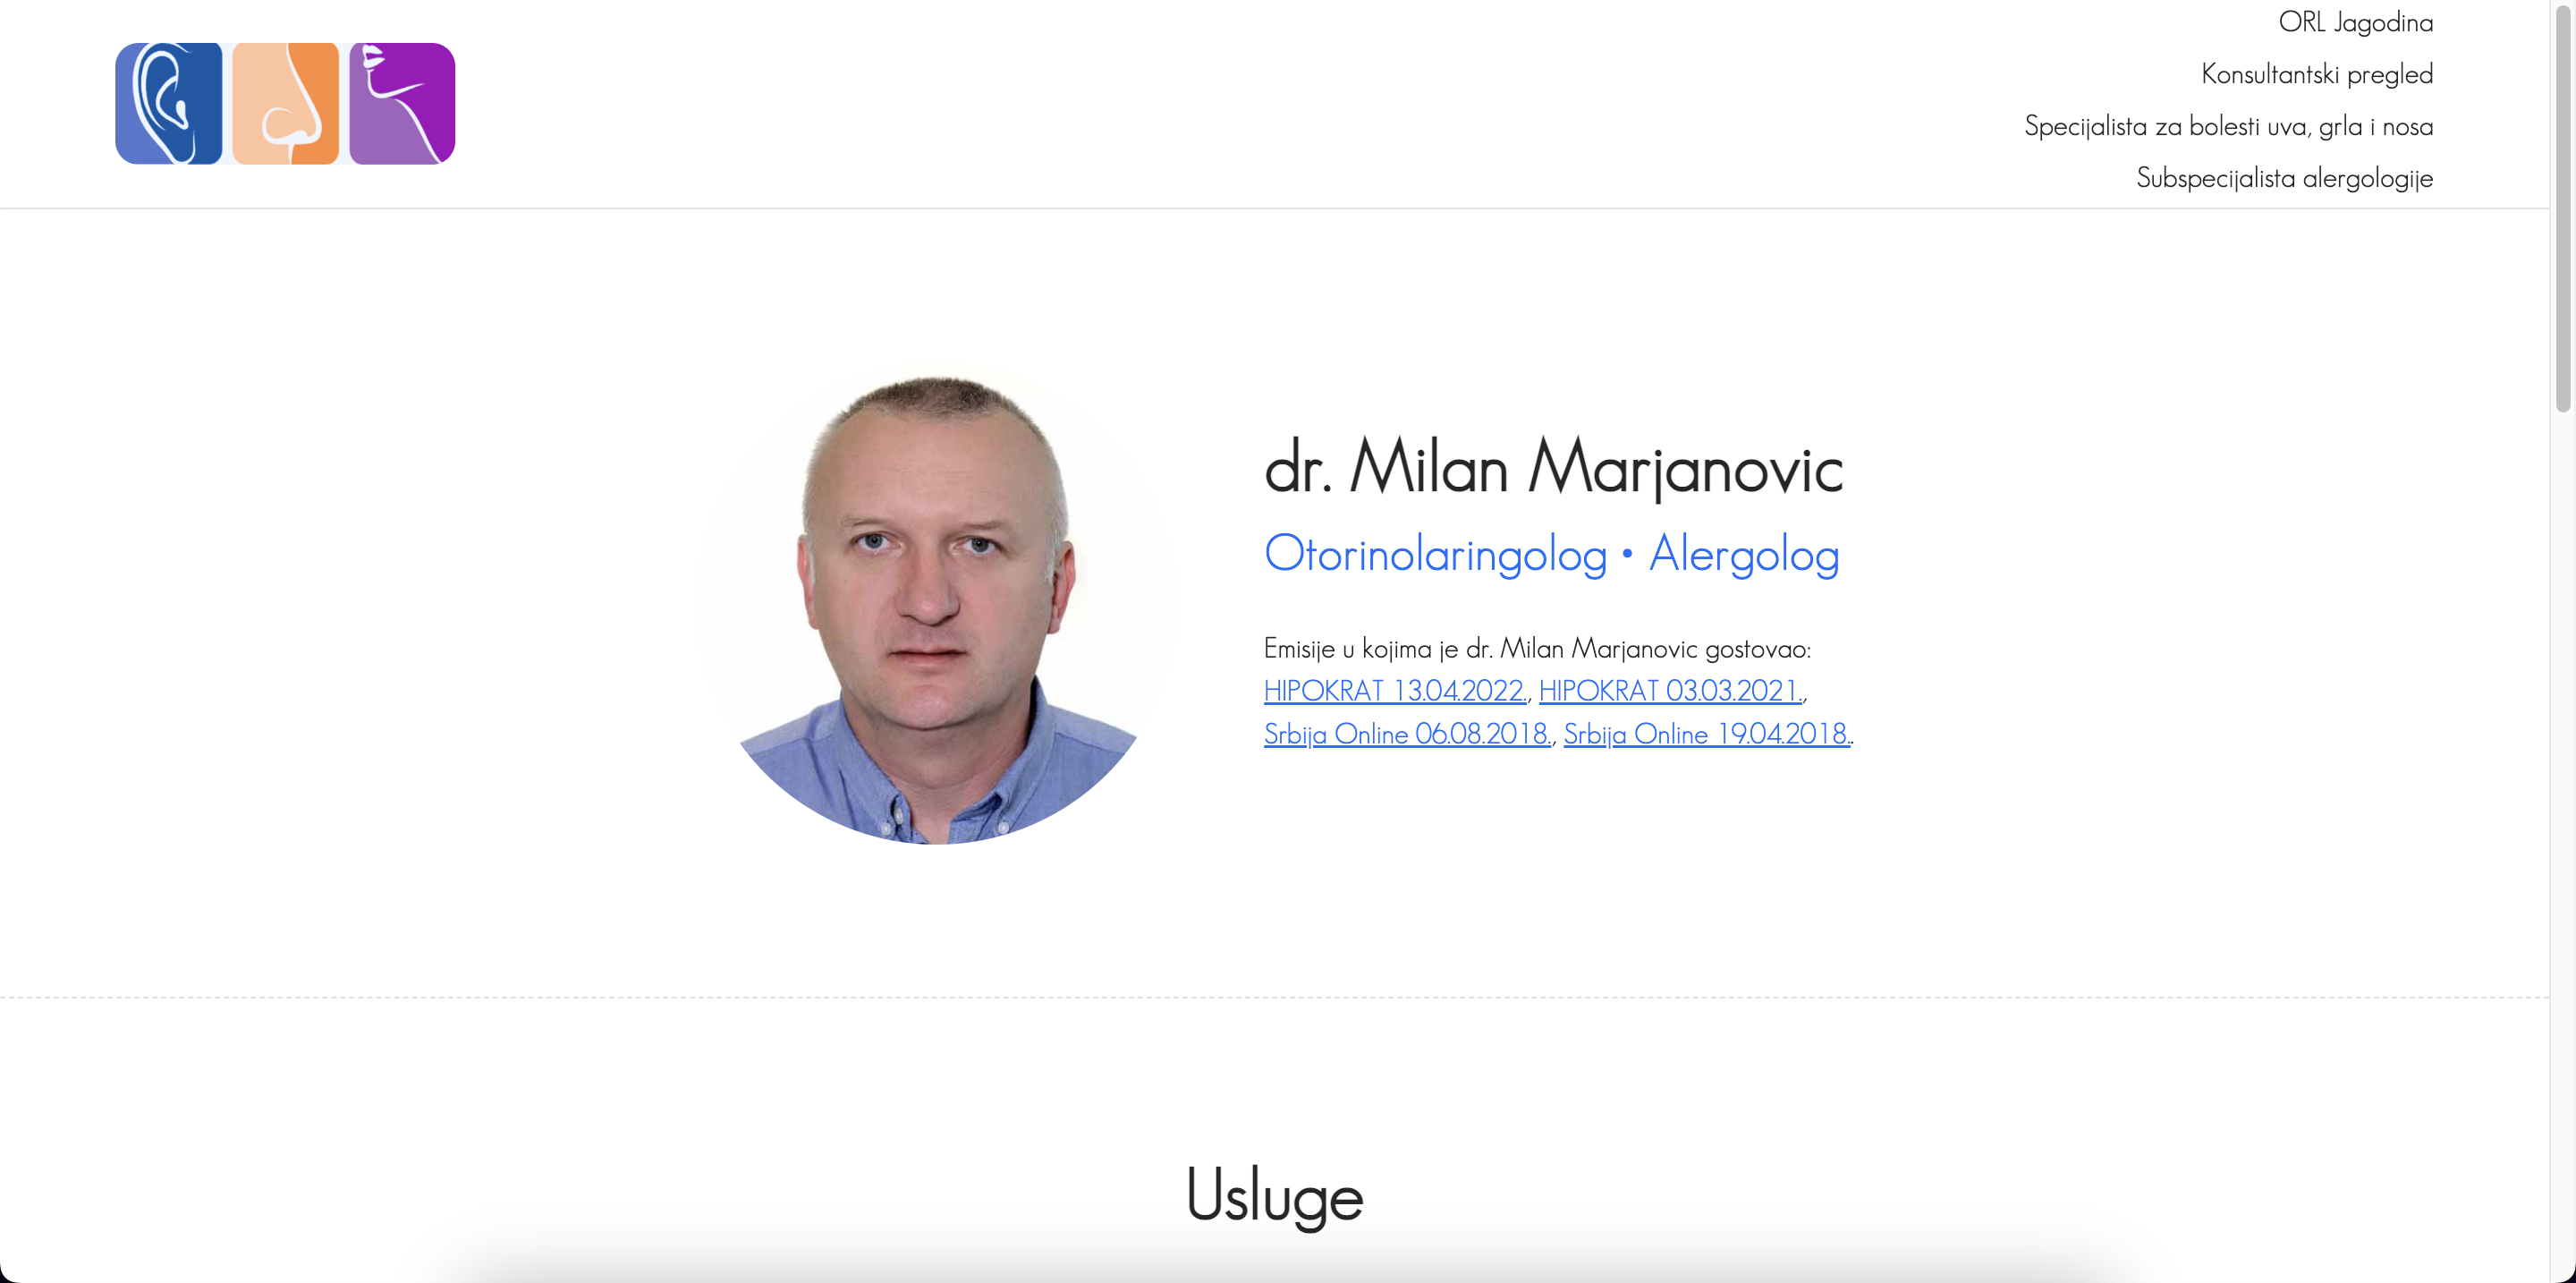 ORL Jagodina
Konsultantski pregled
Specijalista za bolesti uva, grla i nosa
Subspecijalista alergologije
dr. Milan Marjanovic
Otorinolaringolog • Alergolog
Emisije u kojima je dr. Milan Marjanovic gostovao:
HIPOKRAT 13.04.2022., HIPOKRAT 03.03.2021.,
Srbija Online 06.08.2018., Srbija Online 19.04.2018..
Usluge